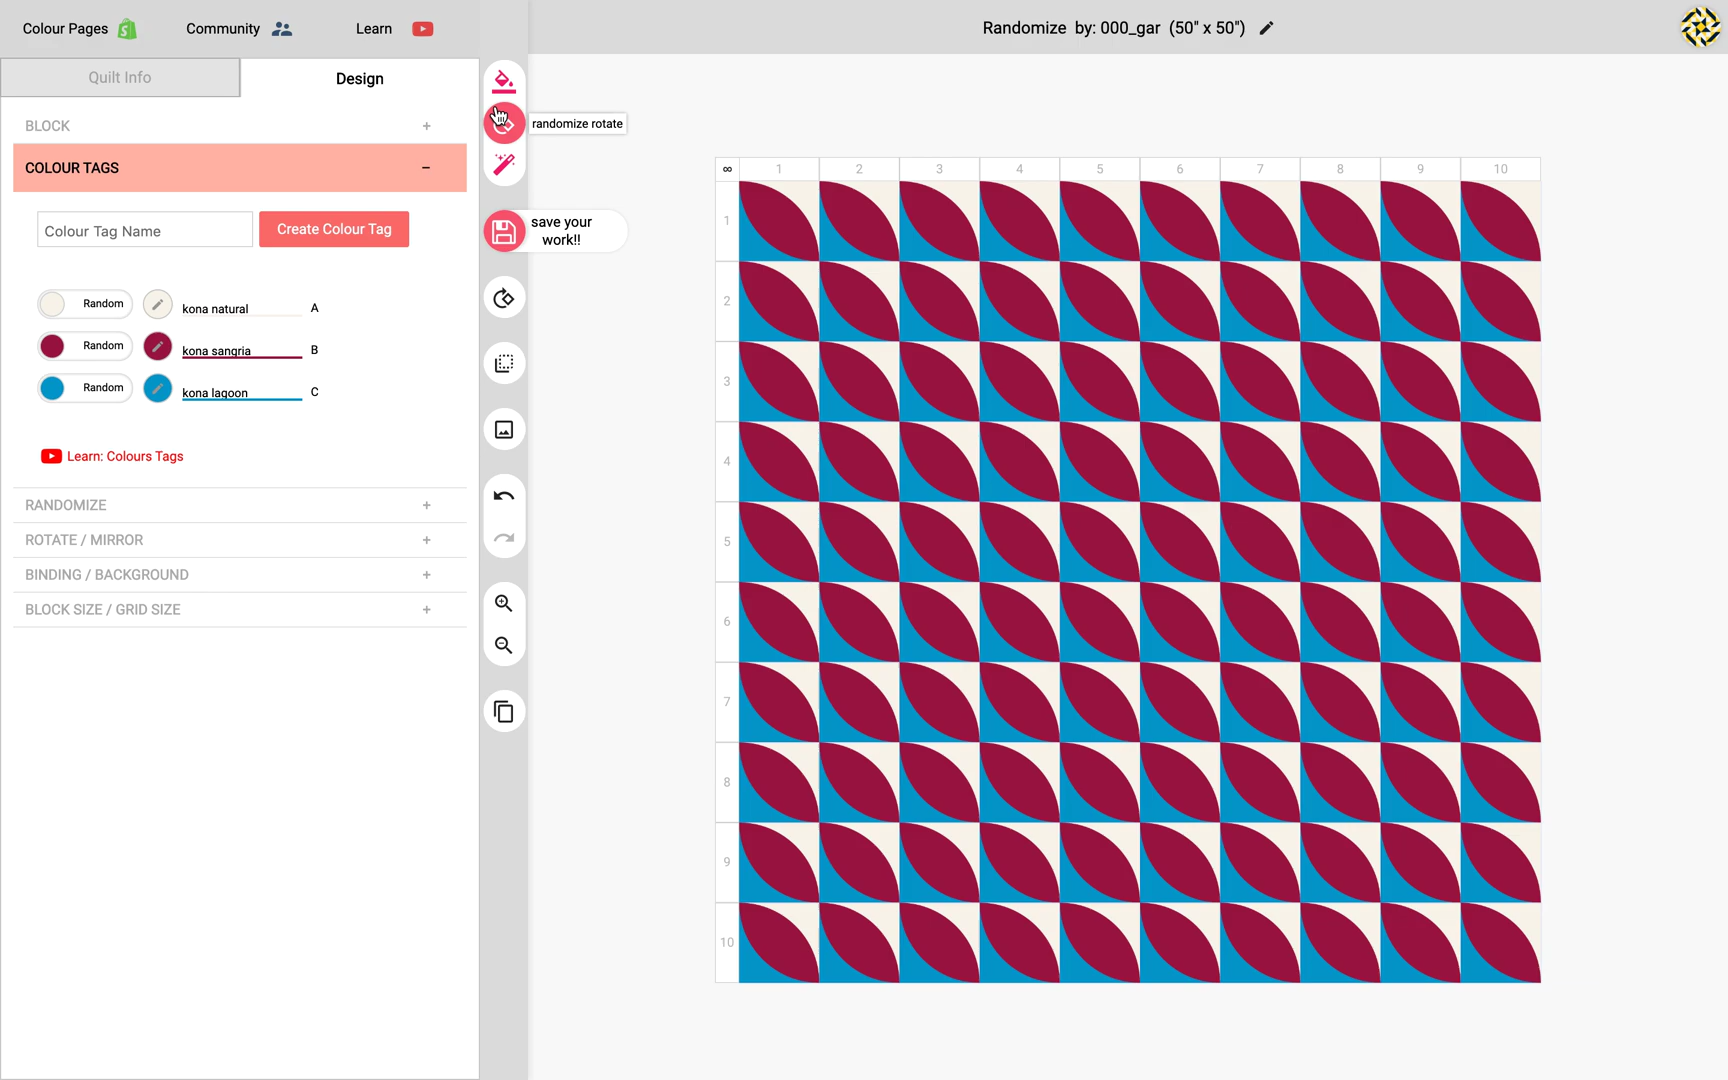 Colour Pages
Community
Learn
Randomize by: 000_gar (50" x 50")
Quilt Info
Design
BLOCK +
COLOUR TAGS −
Colour Tag Name
Create Colour Tag
Random kona natural A
Random kona sangria B
Random kona lagoon C
Learn: Colours Tags
RANDOMIZE +
ROTATE / MIRROR +
BINDING / BACKGROUND +
BLOCK SIZE / GRID SIZE +
randomize rotate
save your
work!!
∞ 1 2 3 4 5 6 7 8 9 10
1
2
3
4
5
6
7
8
9
10